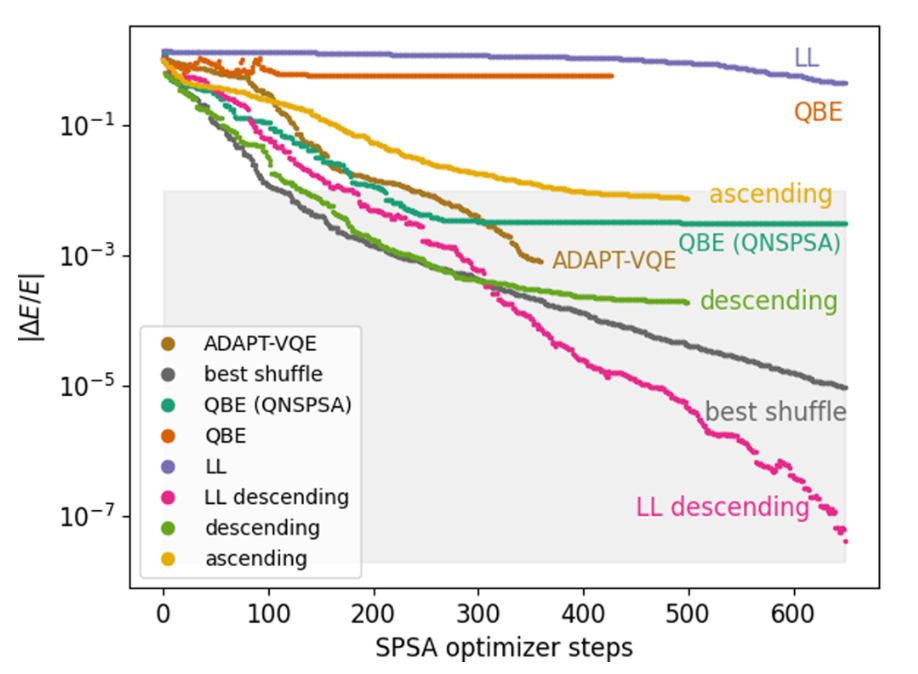 |ΔE/E|
10⁻¹
10⁻³
10⁻⁵
10⁻⁷
LL
QBE
ascending
QBE (QNSPSA)
ADAPT-VQE
descending
best shuffle
LL descending
ADAPT-VQE
best shuffle
QBE (QNSPSA)
QBE
LL
LL descending
descending
ascending
0 100 200 300 400 500 600
SPSA optimizer steps